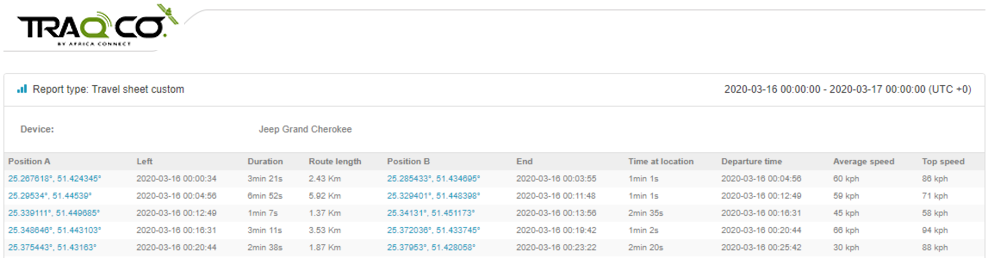 TRAQCO.
BY AFRICA CONNECT
Report type: Travel sheet custom 2020-03-16 00:00:00 - 2020-03-17 00:00:00 (UTC +0)
Device: Jeep Grand Cherokee
Position A Left Duration Route length Position B End Time at location Departure time Average speed Top speed
25.267618°, 51.424345° 2020-03-16 00:00:34 3min 21s 2.43 Km 25.285433°, 51.434695° 2020-03-16 00:03:55 1min 1s 2020-03-16 00:04:56 60 kph 86 kph
25.29534°, 51.44539° 2020-03-16 00:04:56 6min 52s 5.92 Km 25.329401°, 51.448398° 2020-03-16 00:11:48 1min 1s 2020-03-16 00:12:49 59 kph 71 kph
25.339111°, 51.449685° 2020-03-16 00:12:49 1min 7s 1.37 Km 25.34131°, 51.451173° 2020-03-16 00:13:56 2min 35s 2020-03-16 00:16:31 45 kph 58 kph
25.348646°, 51.443103° 2020-03-16 00:16:31 3min 11s 3.53 Km 25.372036°, 51.433745° 2020-03-16 00:19:42 1min 2s 2020-03-16 00:20:44 66 kph 94 kph
25.375443°, 51.43163° 2020-03-16 00:20:44 2min 38s 1.87 Km 25.37953°, 51.428058° 2020-03-16 00:23:22 2min 20s 2020-03-16 00:25:42 30 kph 88 kph